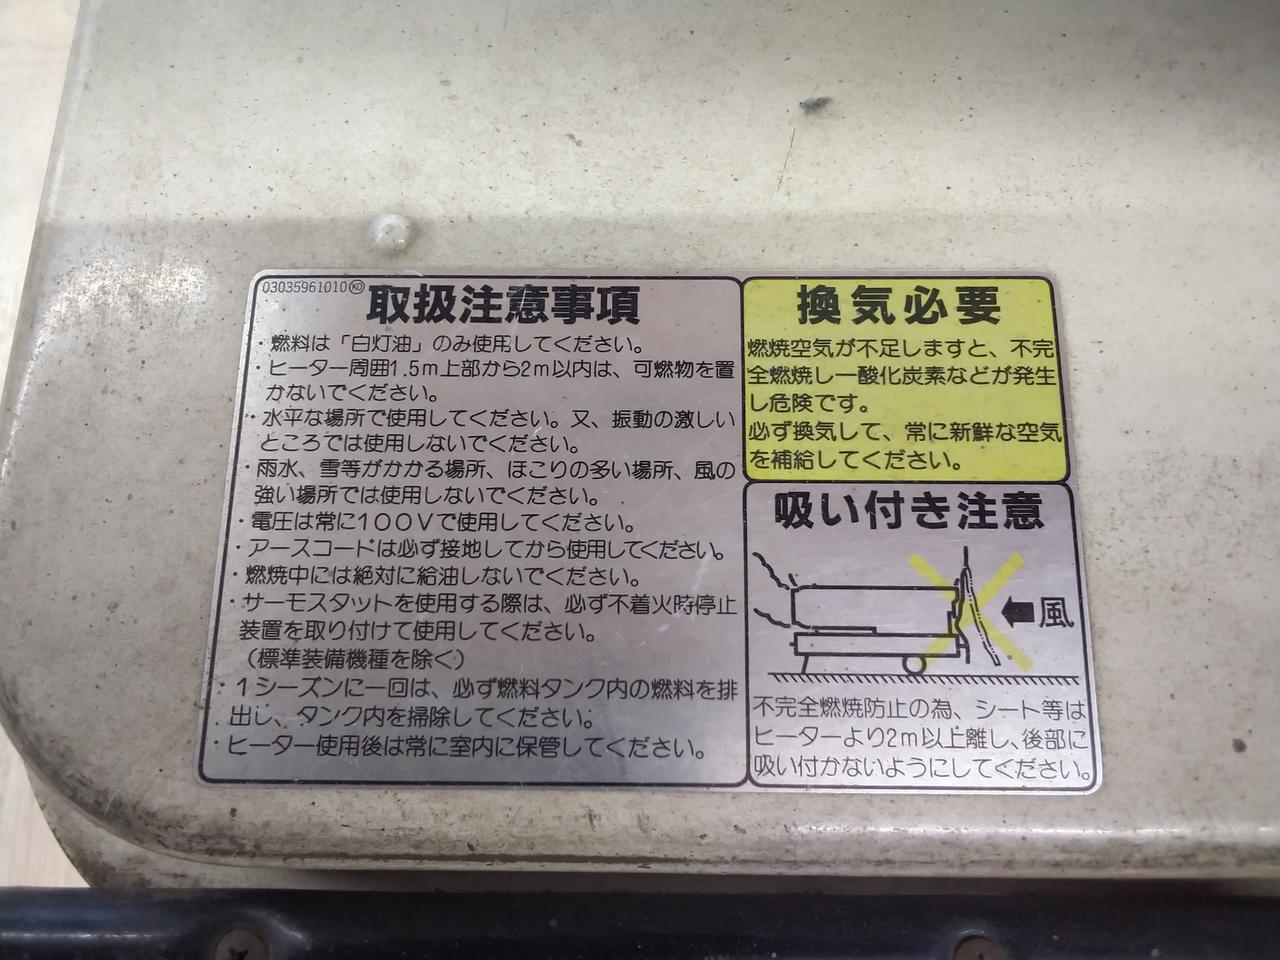 03035961010 KO
取扱注意事項
・燃料は「白灯油」のみ使用してください。
・ヒーター周囲1.5m上部から2m以内は、可燃物を置
かないでください。
・水平な場所で使用してください。又、振動の激しい
ところでは使用しないでください。
・雨水、雪等がかかる場所、ほこりの多い場所、風の
強い場所では使用しないでください。
・電圧は常に100Vで使用してください。
・アースコードは必ず接地してから使用してください。
・燃焼中には絶対に給油しないでください。
・サーモスタットを使用する際は、必ず不着火時停止
装置を取り付けて使用してください。
(標準装備機種を除く)
・1シーズンに一回は、必ず燃料タンク内の燃料を排
出し、タンク内を掃除してください。
・ヒーター使用後は常に室内に保管してください。
換気必要
燃焼空気が不足しますと、不完
全燃焼し一酸化炭素などが発生
し危険です。
必ず換気して、常に新鮮な空気
を補給してください。
吸い付き注意
風
不完全燃焼防止の為、シート等は
ヒーターより2m以上離し、後部に
吸い付かないようにしてください。